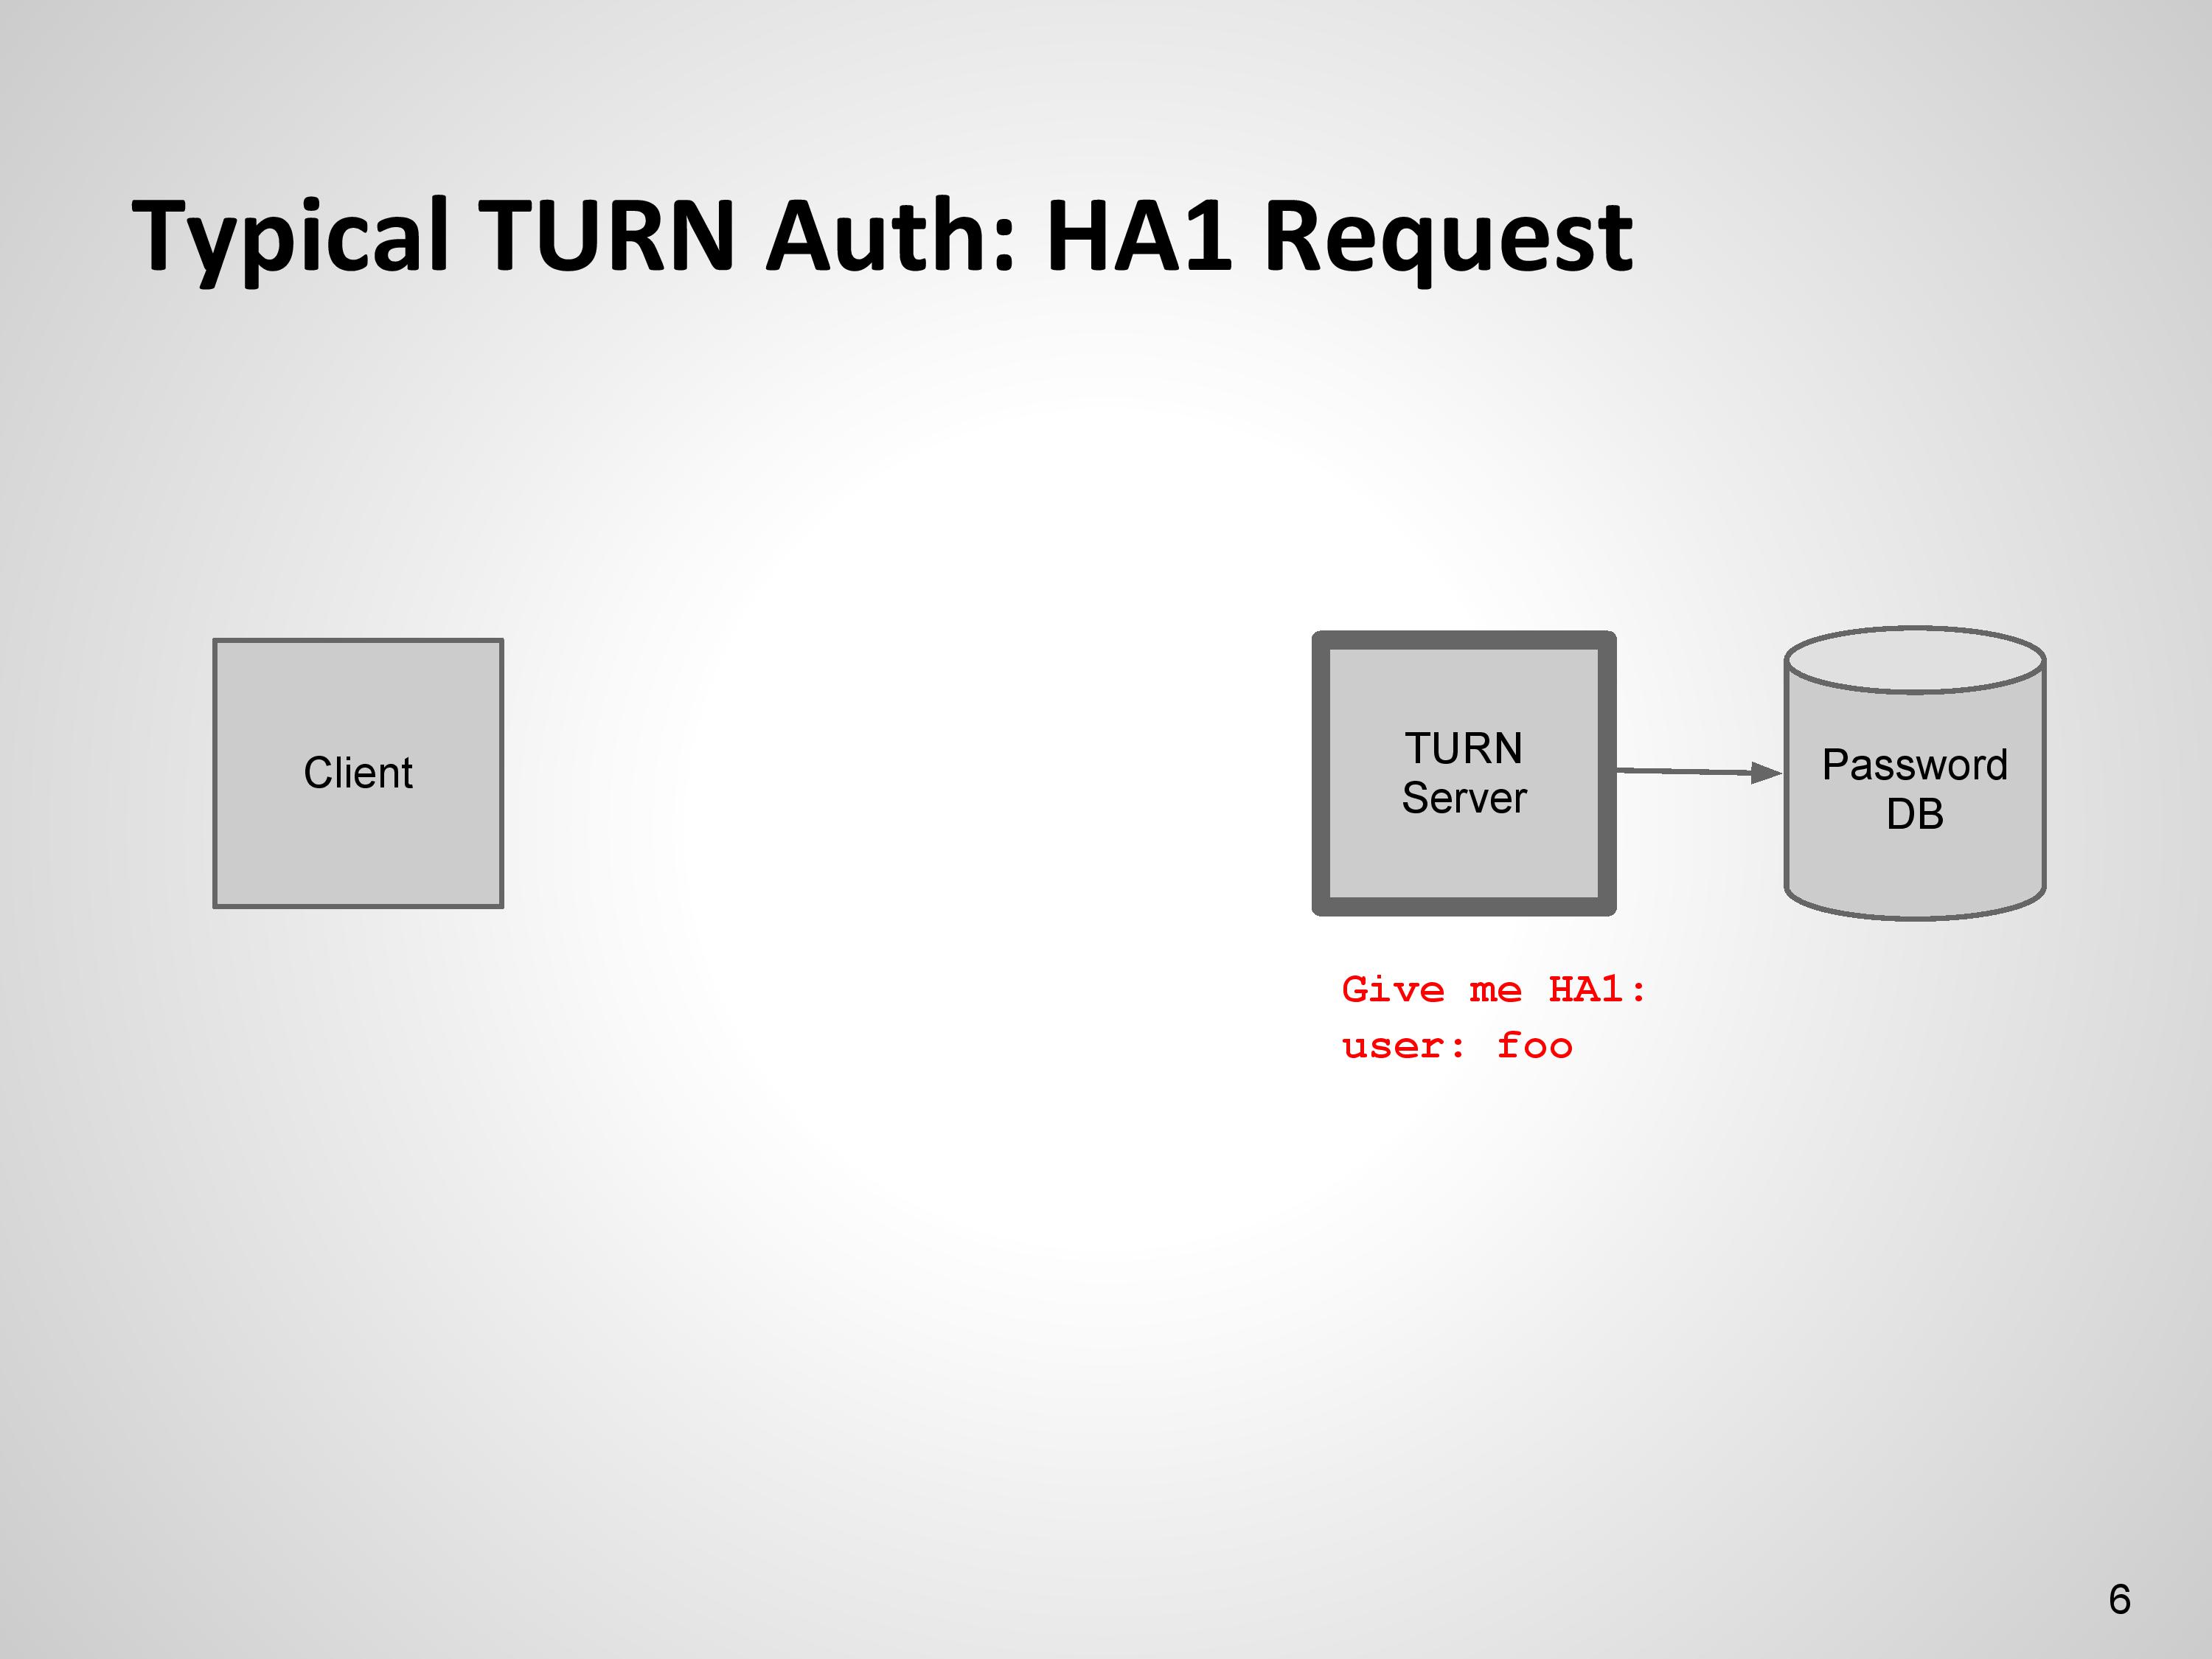 Typical TURN Auth: HA1 Request
Client
TURN
Server
Password
DB
Give me HA1:
user: foo
6